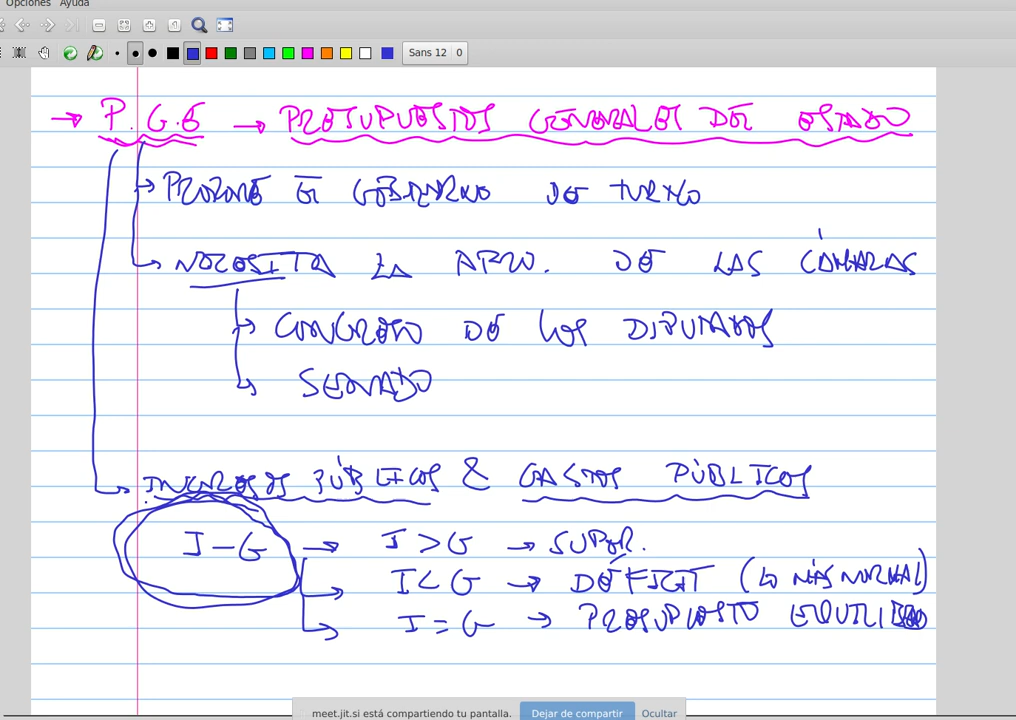 Opciones Ayuda
Sans 12 0
→ P.G.E → PRESUPUESTOS GENERALES DEL ESTADO
→ PROPONE EL GOBIERNO DE TURNO
→ NECESITA LA APRO. DE LAS CÁMARAS
→ CONGRESO DE LOS DIPUTADOS
→ SENADO
→ INGRESOS PÚBLICOS & GASTOS PÚBLICOS
I - G → I > G → SUPER.
→ I < G → DÉFICIT (LO MÁS NORMAL)
→ I = G → PRESUPUESTO
meet.jit.si está compartiendo tu pantalla. Dejar de compartir Ocultar